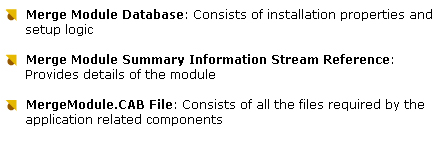 Merge Module Database: Consists of installation properties and
setup logic
Merge Module Summary Information Stream Reference:
Provides details of the module
MergeModule.CAB File: Consists of all the files required by the
application related components